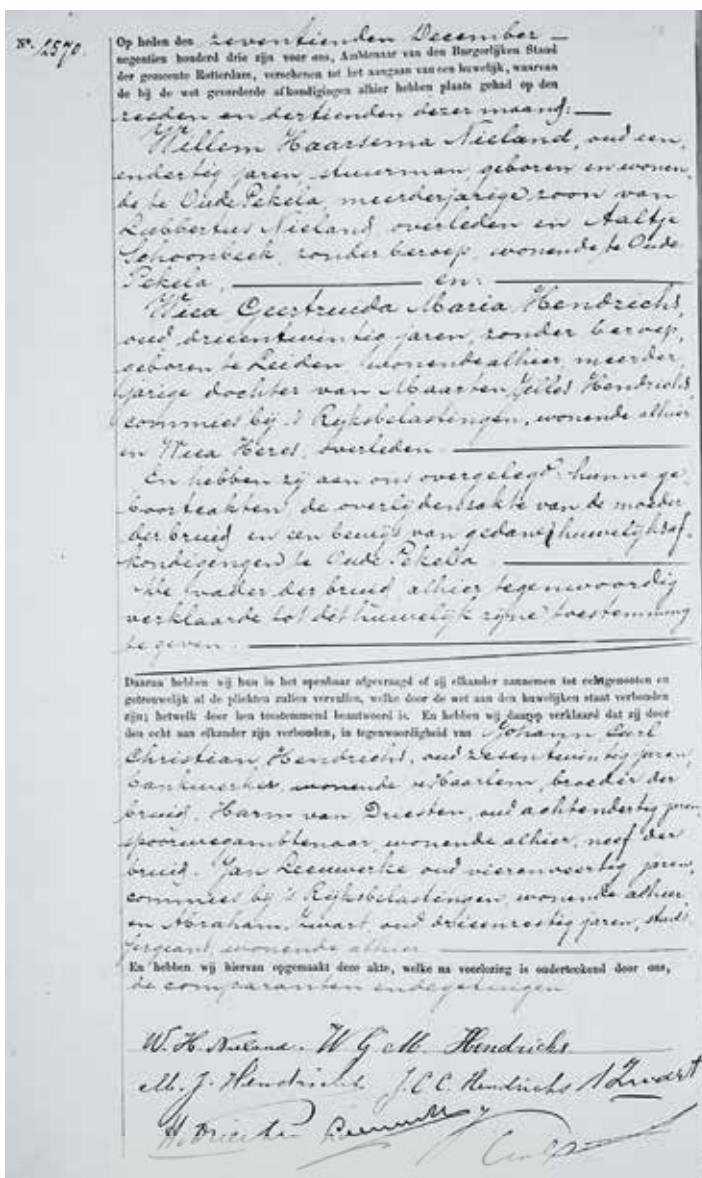 Nº. 2570.
Op heden den zeventienden December
negentien honderd drie zijn voor ons, Ambtenaar van den Burgerlijken Stand
der gemeente Rotterdam, verschenen tot het aangaan van een huwelijk, waarvan
de bij de wet gevorderde afkondigingen alhier hebben plaats gehad op den
zesden en dertienden dezer maand:
Willem Haarsema Nieland, oud een
endertig jaren, stuurman, geboren en wonen
de te Oude Pekela, meerderjarige zoon van
Lubbertus Nieland, overleden en Aaltje
Schoonbeek, zonder beroep, wonende te Oude
Pekela,
en:
Wiea Geertruida Maria Hendrichs,
oud drieentwintig jaren, zonder beroep,
geboren te Leiden, wonende alhier, meerder
jarige dochter van Maarten Jelles Hendrichs,
commies bij 's Rijksbelastingen, wonende alhier
en Wiea Heres, overleden.
En hebben zij aan ons overgelegd: hunne ge
boorteakten, de overlijdensakte van de moeder
der bruid en een bewijs van gedane huwelijksaf-
kondigingen te Oude Pekela
De vader der bruid, alhier tegenwoordig
verklaarde tot dit huwelijk zijne toestemming
te geven.
Daarna hebben wij hun in het openbaar afgevraagd of zij elkander aannemen tot echtgenooten en
getrouwelijk al de plichten zullen vervullen, welke door de wet aan den huwelijken staat verbonden
zijn; hetwelk door hen toestemmend beantwoord is. En hebben wij daarop verklaard dat zij door
den echt aan elkander zijn verbonden, in tegenwoordigheid van Johann Carl
Christian Hendrichs, oud zesentwintig jaren,
bankwerker, wonende te Haarlem, broeder der
bruid, Harm van Driesten, oud achtendertig jaren,
spoorwegambtenaar, wonende alhier, neef der
bruid. Jan Leeuwerke oud vierenveertig jaren,
commies bij 's Rijksbelastingen, wonende alhier
en Abraham Zwart, oud drieenzestig jaren, stads
sergeant, wonende alhier
En hebben wij hiervan opgemaakt deze akte, welke na voorlezing is onderteekend door ons,
de comparanten en de getuigen
W. H. Nieland. W G M. Hendrichs
M. J. Hendrichs J. C. C. Hendrichs A Zwart
H v Driesten